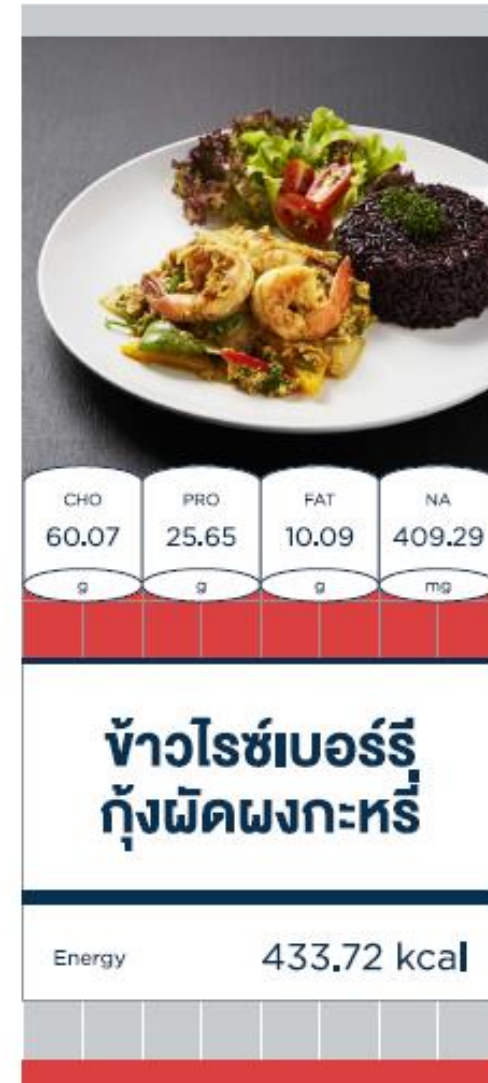 CHO PRO FAT NA
60.07 25.65 10.09 409.29
g g g mg
ข้าวไรซ์เบอร์รี
กุ้งผัดผงกะหรี่
Energy 433.72 kcal